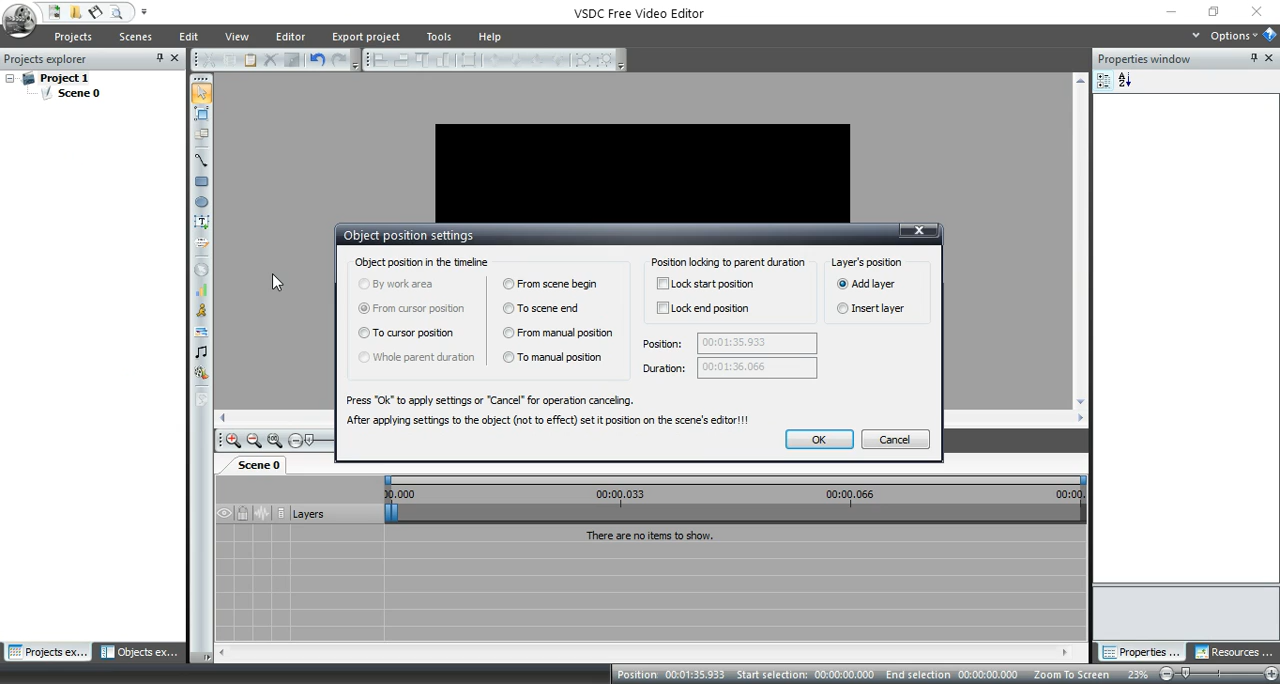 VSDC Free Video Editor
Projects Scenes Edit View Editor Export project Tools Help Options
Projects explorer
Properties window
Project 1
Scene 0
Object position settings
Object position in the timeline
Position locking to parent duration
Layer's position
By work area
From scene begin
Lock start position
Add layer
From cursor position
To scene end
Lock end position
Insert layer
To cursor position
From manual position
Position: 00:01:35.933
Whole parent duration
To manual position
Duration: 00:01:36.066
Press "Ok" to apply settings or "Cancel" for operation canceling.
After applying settings to the object (not to effect) set it position on the scene's editor!!!
OK
Cancel
Scene 0
00.000 00:00.033 00:00.066 00:00.
Layers
There are no items to show.
Projects ex... Objects ex...
Properties ... Resources ...
Position 00:01:35.933 Start selection: 00:00:00.000 End selection 00:00:00.000 Zoom To Screen 23%